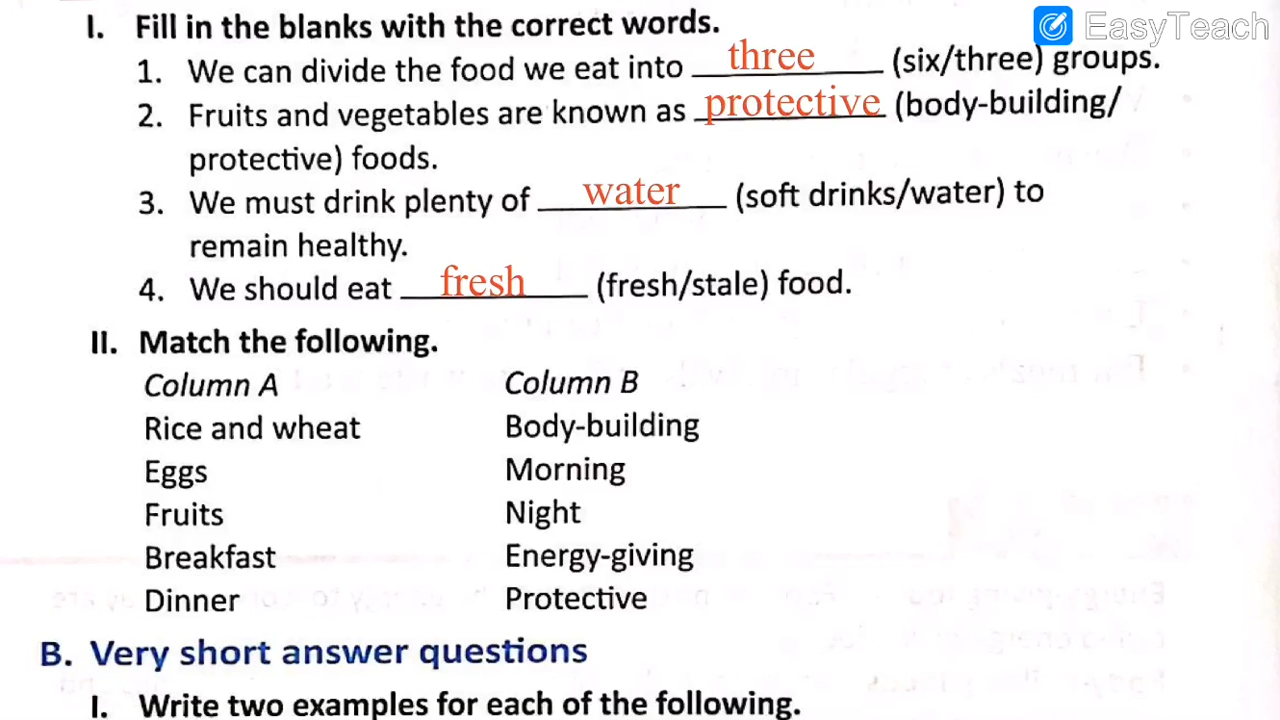 EasyTeach
I. Fill in the blanks with the correct words.
1. We can divide the food we eat into three (six/three) groups.
2. Fruits and vegetables are known as protective (body-building/
protective) foods.
3. We must drink plenty of water (soft drinks/water) to
remain healthy.
4. We should eat fresh (fresh/stale) food.
II. Match the following.
Column A Column B
Rice and wheat Body-building
Eggs Morning
Fruits Night
Breakfast Energy-giving
Dinner Protective
B. Very short answer questions
I. Write two examples for each of the following.